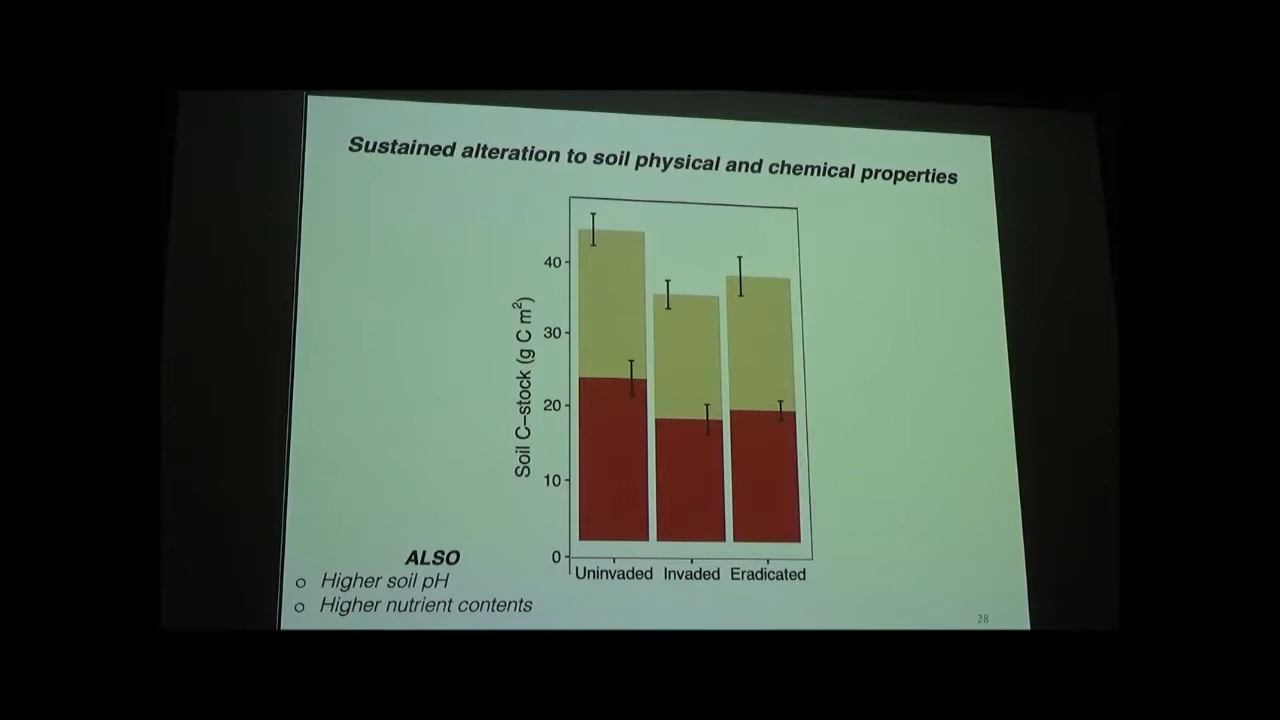 Sustained alteration to soil physical and chemical properties
Soil C–stock (g C m²)
40
30
20
10
0
Uninvaded Invaded Eradicated
ALSO
o Higher soil pH
o Higher nutrient contents
28